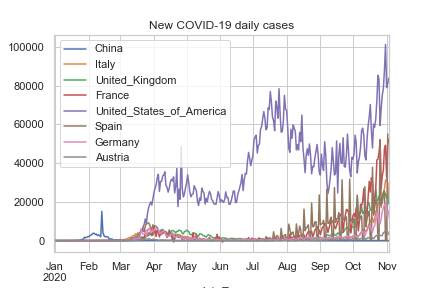 New COVID-19 daily cases
100000
80000
60000
40000
20000
0
China
Italy
United_Kingdom
France
United_States_of_America
Spain
Germany
Austria
Jan Feb Mar Apr May Jun Jul Aug Sep Oct Nov
2020